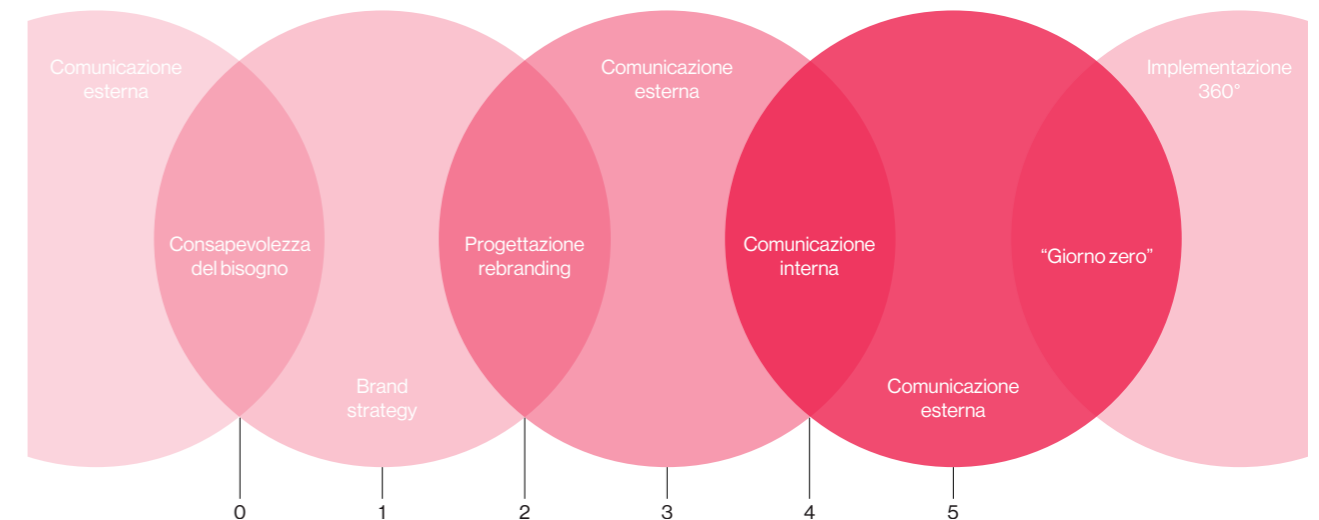 Comunicazione
esterna
Comunicazione
esterna
Implementazione
360°
Consapevolezza
del bisogno
Progettazione
rebranding
Comunicazione
interna
“Giorno zero”
Brand
strategy
Comunicazione
esterna
0
1
2
3
4
5